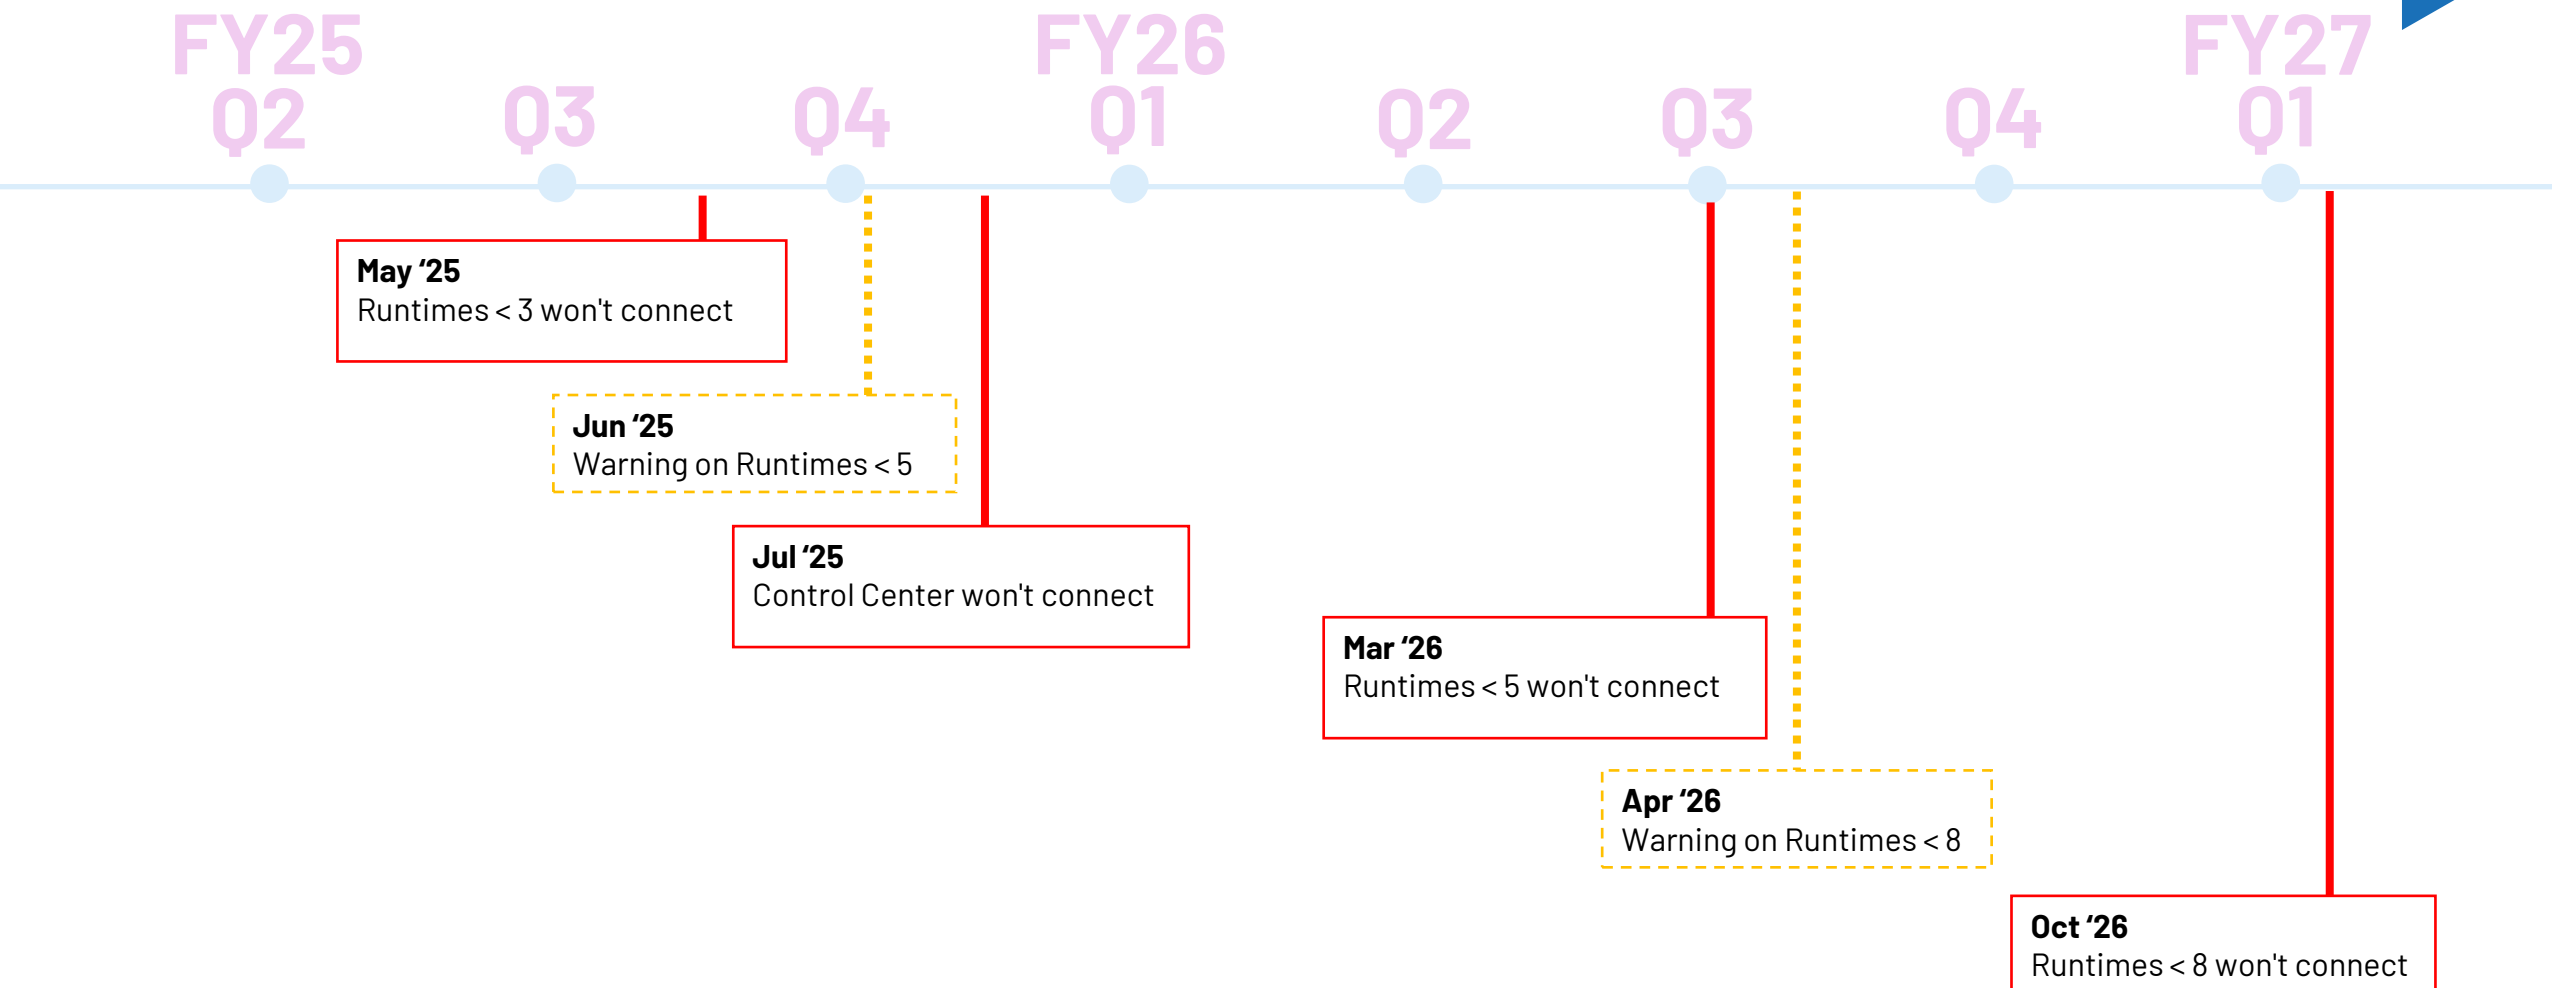 FY25
Q2
Q3
Q4
FY26
Q1
Q2
Q3
Q4
FY27
Q1
May ‘25
Runtimes < 3 won't connect
Jun ‘25
Warning on Runtimes < 5
Jul ‘25
Control Center won't connect
Mar ‘26
Runtimes < 5 won't connect
Apr ‘26
Warning on Runtimes < 8
Oct ‘26
Runtimes < 8 won't connect